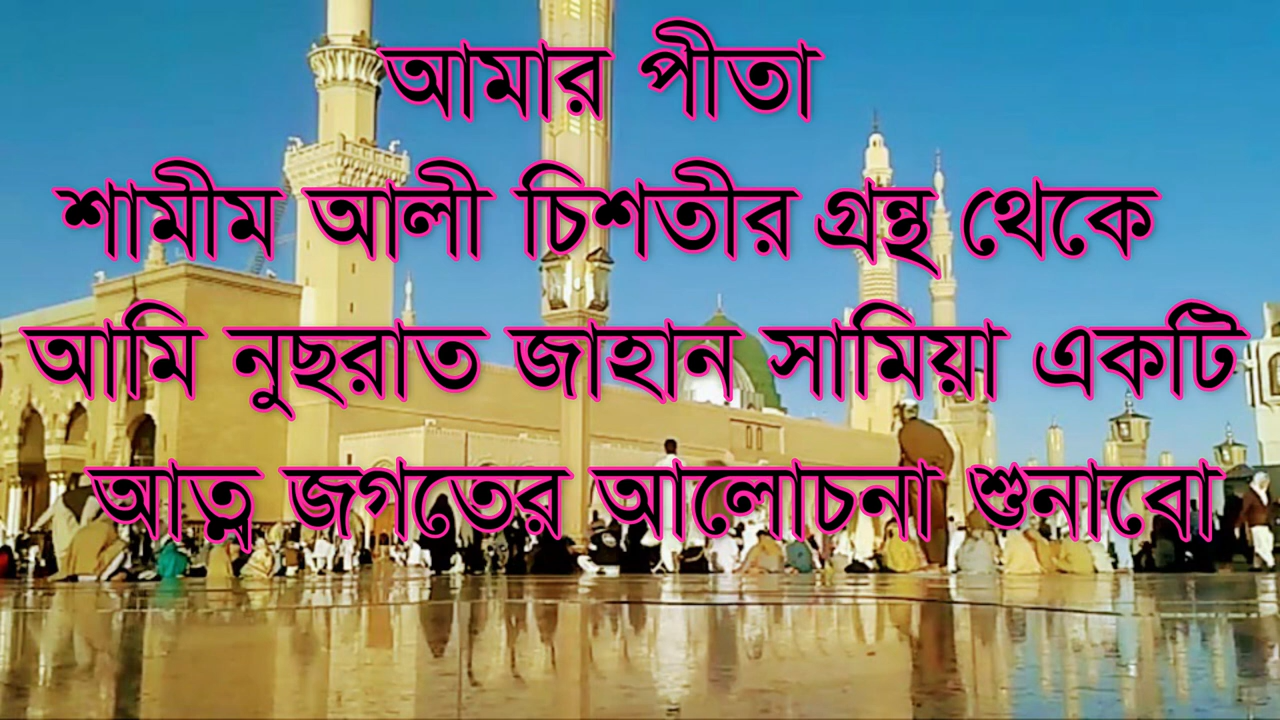 আমার পীতা
শামীম আলী চিশতীর গ্রন্থ থেকে
আমি নুছরাত জাহান সামিয়া একটি
আত্ন জগতের আলোচনা শুনাবো